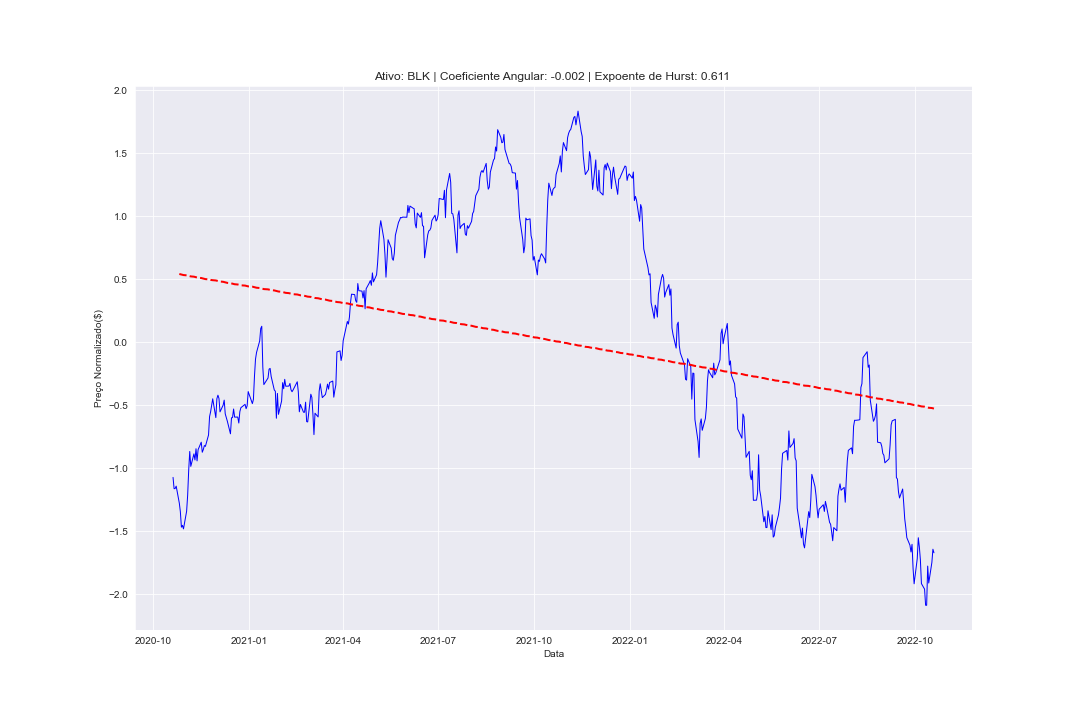 Ativo: BLK | Coeficiente Angular: -0.002 | Expoente de Hurst: 0.611
2.0
1.5
1.0
0.5
0.0
−0.5
−1.0
−1.5
−2.0
Preço Normalizado($)
2020-10 2021-01 2021-04 2021-07 2021-10 2022-01 2022-04 2022-07 2022-10
Data